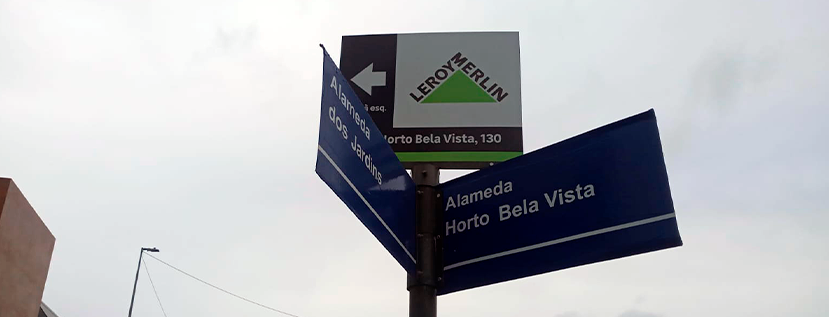 LEROY MERLIN
esq.
Horto Bela Vista, 130
Alameda
dos Jardins
Alameda
Horto Bela Vista